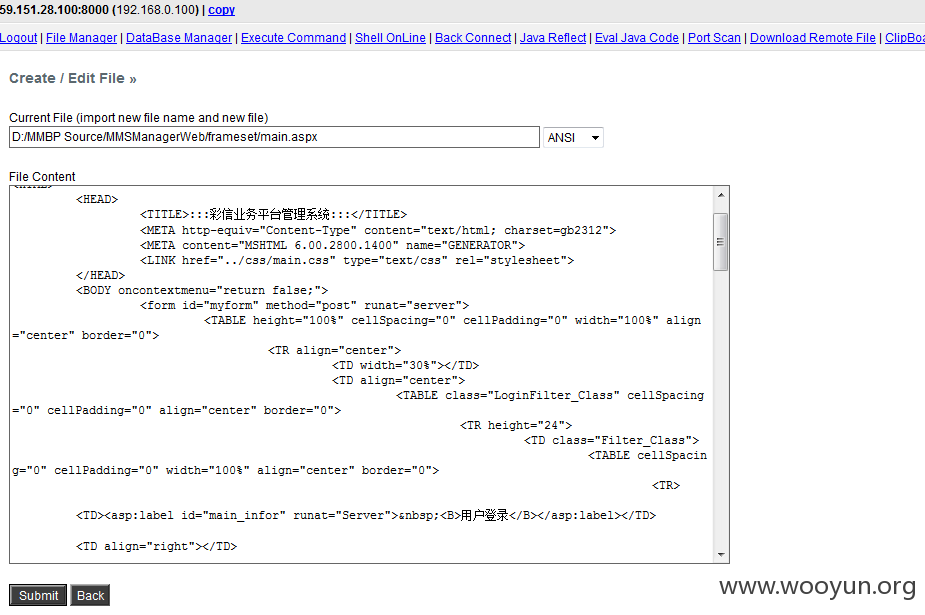 59.151.28.100:8000 (192.168.0.100) | copy
Logout | File Manager | DataBase Manager | Execute Command | Shell OnLine | Back Connect | Java Reflect | Eval Java Code | Port Scan | Download Remote File | ClipBoa
Create / Edit File »
Current File (import new file name and new file)
D:/MMBP Source/MMSManagerWeb/frameset/main.aspx ANSI
File Content
<HTML>
<HEAD>
<TITLE>:::彩信业务平台管理系统:::</TITLE>
<META http-equiv="Content-Type" content="text/html; charset=gb2312">
<META content="MSHTML 6.00.2800.1400" name="GENERATOR">
<LINK href="../css/main.css" type="text/css" rel="stylesheet">
</HEAD>
<BODY oncontextmenu="return false;">
<form id="myform" method="post" runat="server">
<TABLE height="100%" cellSpacing="0" cellPadding="0" width="100%" align
="center" border="0">
<TR align="center">
<TD width="30%"></TD>
<TD align="center">
<TABLE class="LoginFilter_Class" cellSpacing
="0" cellPadding="0" align="center" border="0">
<TR height="24">
<TD class="Filter_Class">
<TABLE cellSpacin
g="0" cellPadding="0" width="100%" align="center" border="0">
<TR>
<TD><asp:label id="main_infor" runat="Server">&nbsp;<B>用户登录</B></asp:label></TD>
<TD align="right"></TD>
Submit Back
www.wooyun.org